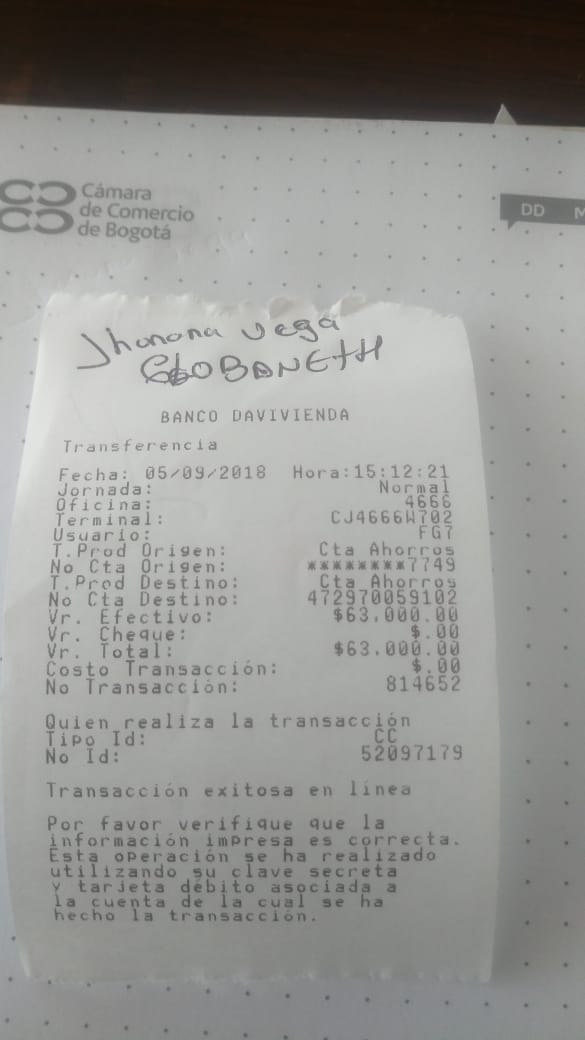 Cámara
de Comercio
de Bogotá
DD M
Jhonana Vega
GLOBANETH
BANCO DAVIVIENDA
Transferencia
Fecha: 05/09/2018 Hora:15:12:21
Jornada: Normal
Oficina: 4666
Terminal: CJ4666W702
Usuario: FG7
T.Prod Origen: Cta Ahorros
No Cta Origen: ********7749
T.Prod Destino: Cta Ahorros
No Cta Destino: 472970059102
Vr. Efectivo: $63,000.00
Vr. Cheque: $.00
Vr. Total: $63.000.00
Costo Transacción: $.00
No Transacción: 814652
Quien realiza la transacción
Tipo Id: CC
No Id: 52097179
Transacción exitosa en línea
Por favor verifique que la
información impresa es correcta.
Esta operación se ha realizado
utilizando su clave secreta
y tarjeta débito asociada a
la cuenta de la cual se ha
hecho la transacción.